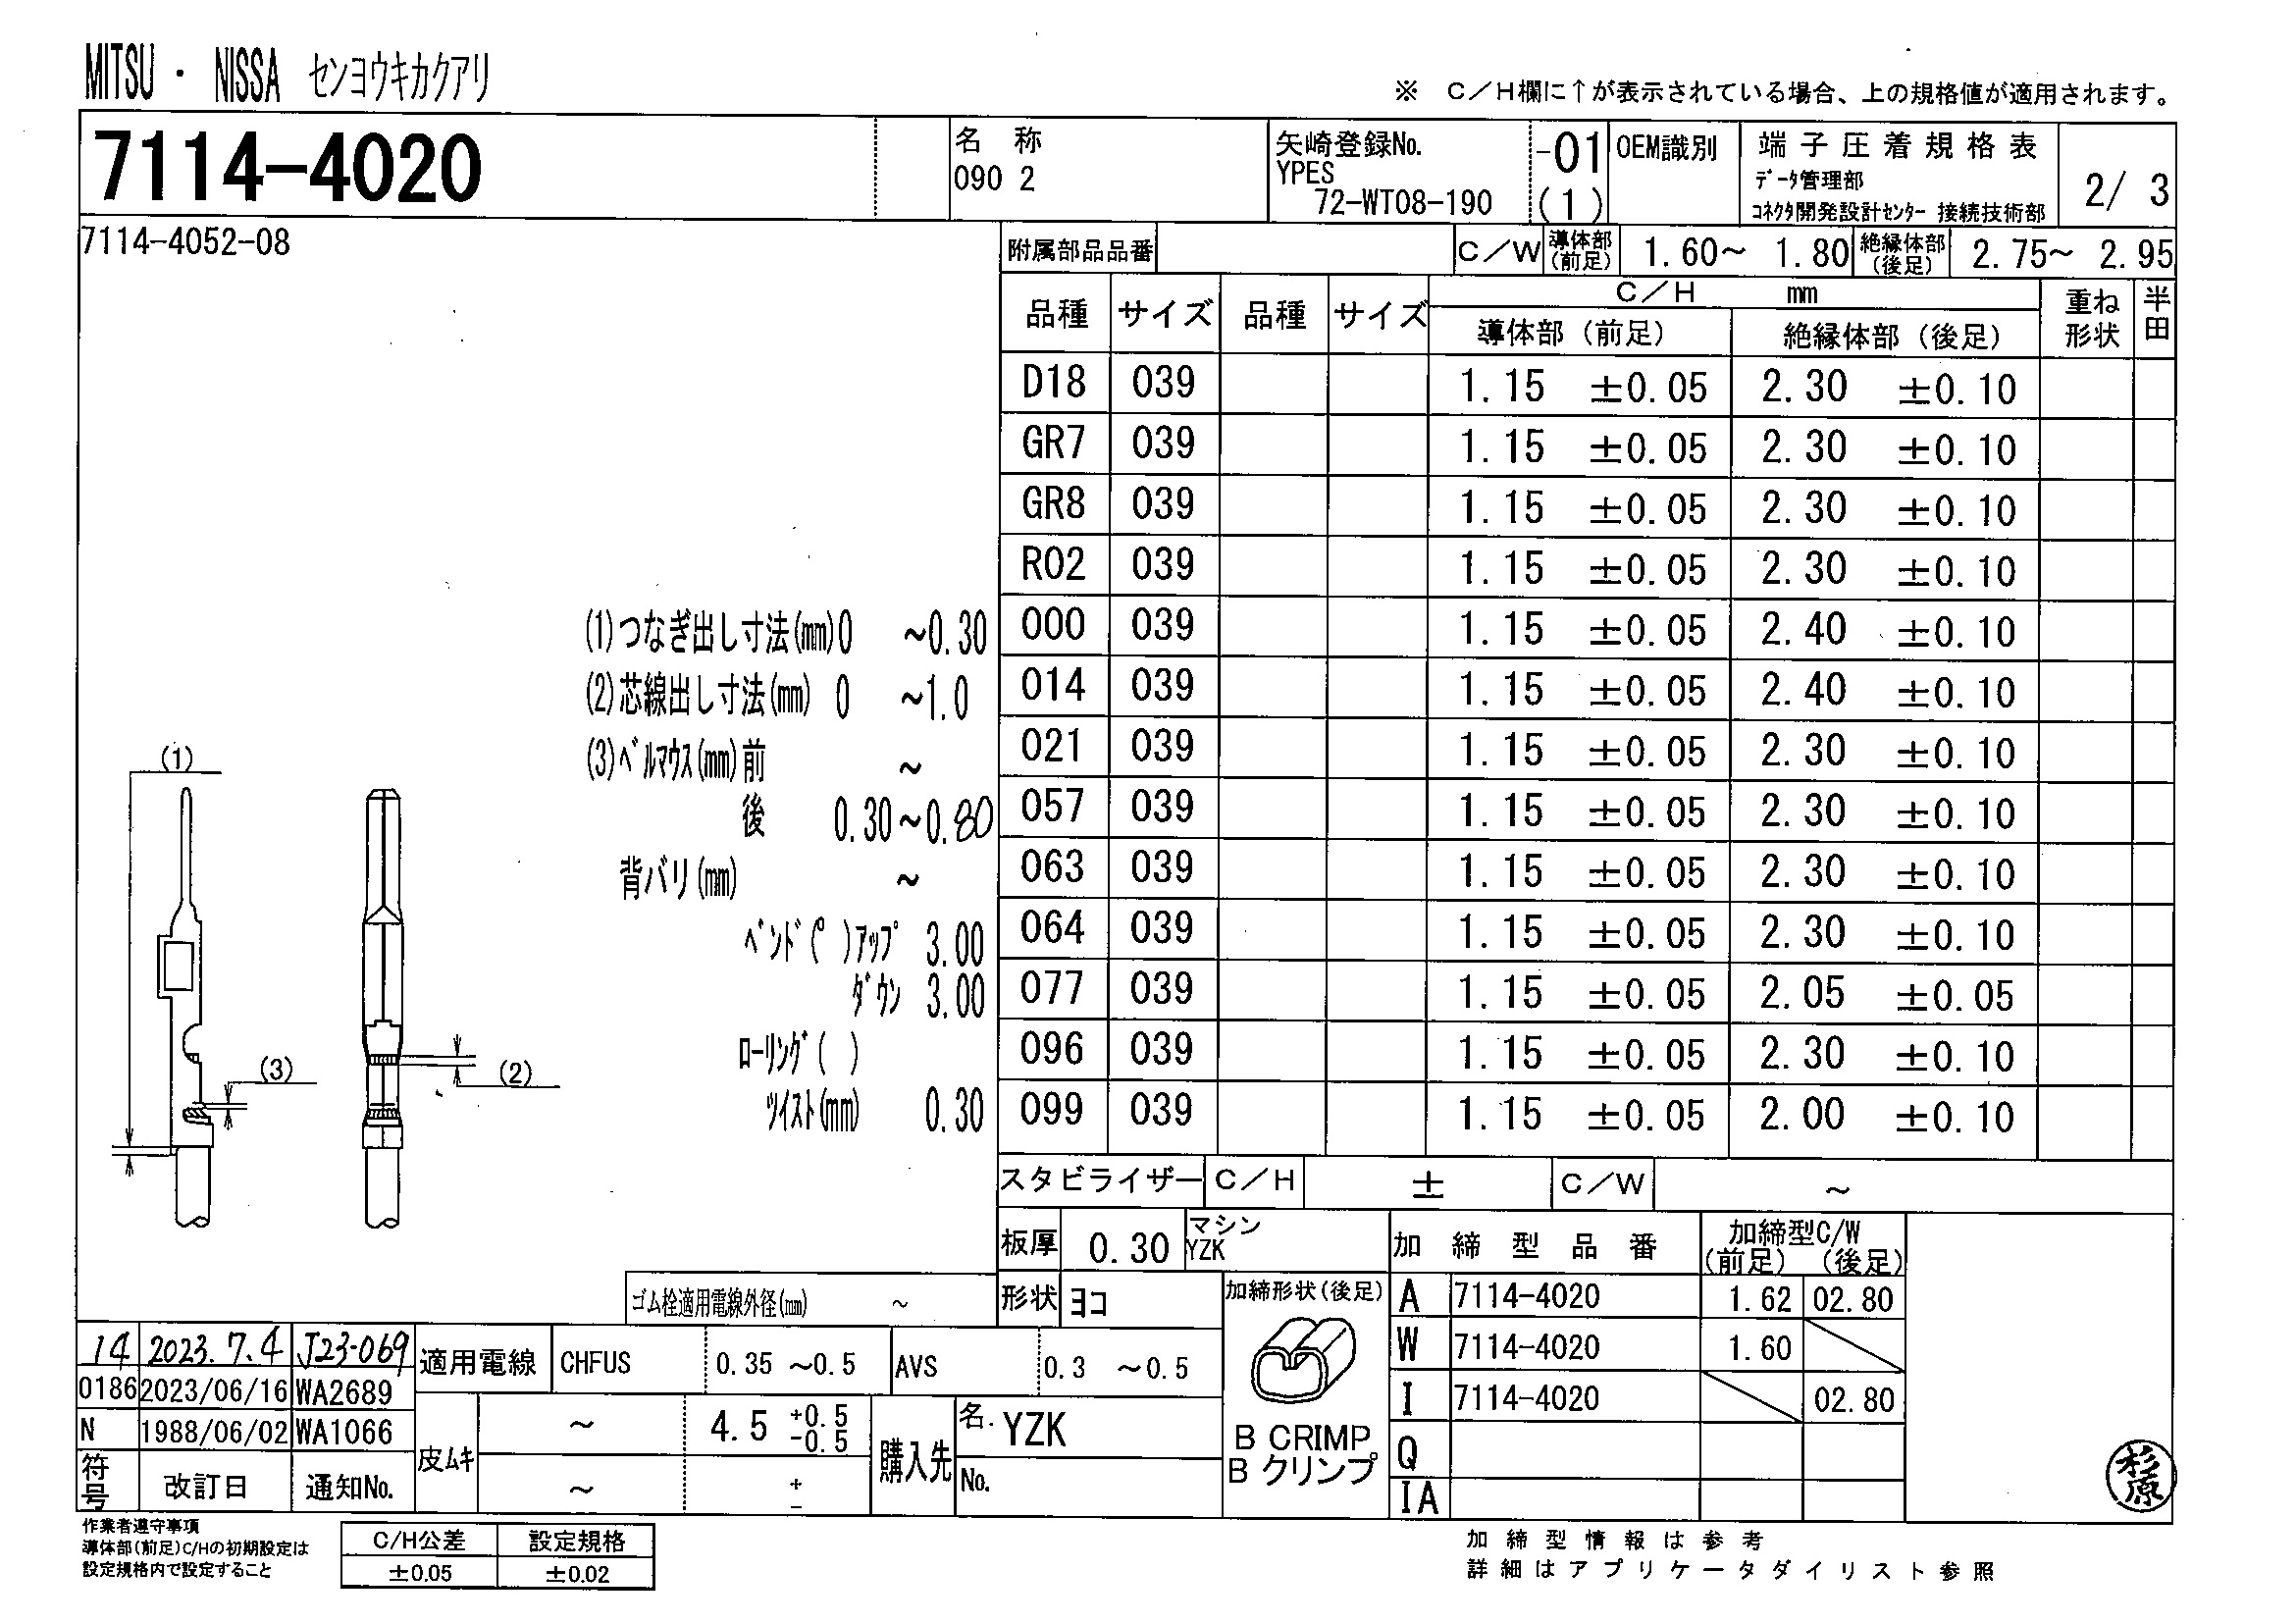 MITSU ・ NISSA センヨウキカクアリ
※ C／H欄に↑が表示されている場合、上の規格値が適用されます。
7114-4020
名 称
090 2
矢崎登録No.
YPES
72-WT08-190
-01
(1)
OEM識別
端子圧着規格表
データ管理部
コネクタ開発設計センター 接続技術部
2/ 3
7114-4052-08
附属部品品番
C／W 導体部(前足) 1.60～ 1.80 絶縁体部(後足) 2.75～ 2.95
品種 サイズ 品種 サイズ C／H mm 重ね形状 半田
導体部（前足） 絶縁体部（後足）
D18 039 1.15 ±0.05 2.30 ±0.10
GR7 039 1.15 ±0.05 2.30 ±0.10
GR8 039 1.15 ±0.05 2.30 ±0.10
R02 039 1.15 ±0.05 2.30 ±0.10
000 039 1.15 ±0.05 2.40 ±0.10
014 039 1.15 ±0.05 2.40 ±0.10
021 039 1.15 ±0.05 2.30 ±0.10
057 039 1.15 ±0.05 2.30 ±0.10
063 039 1.15 ±0.05 2.30 ±0.10
064 039 1.15 ±0.05 2.30 ±0.10
077 039 1.15 ±0.05 2.05 ±0.05
096 039 1.15 ±0.05 2.30 ±0.10
099 039 1.15 ±0.05 2.00 ±0.10
(1)つなぎ出し寸法(mm)0 ～0.30
(2)芯線出し寸法(mm) 0 ～1.0
(3)ベルマウス(mm)前 ～
後 0.30～0.80
背バリ(mm) ～
ベンド(° )アップ 3.00
ダウン 3.00
ローリング( )
ツイスト(mm) 0.30
(1)
(3)
(2)
スタビライザー C／H ± C／W ～
板厚 0.30 マシン
YZK
形状 ヨコ
加締形状(後足)
B CRIMP
B クリンプ
加締型品番 加締型C/W
(前足) (後足)
A 7114-4020 1.62 02.80
W 7114-4020 1.60
I 7114-4020 02.80
Q
IA
ゴム栓適用電線外径(mm) ～
14 2023.7.4 J23-069
0186 2023/06/16 WA2689
N 1988/06/02 WA1066
符号 改訂日 通知No.
適用電線 CHFUS 0.35 ～0.5 AVS 0.3 ～0.5
皮ムキ ～ 4.5 +0.5 -0.5
～ + -
購入先 名. YZK
No.
杉原
作業者遵守事項
導体部(前足)C/Hの初期設定は
設定規格内で設定すること
C/H公差 設定規格
±0.05 ±0.02
加締型情報は参考
詳細はアプリケータダイリスト参照